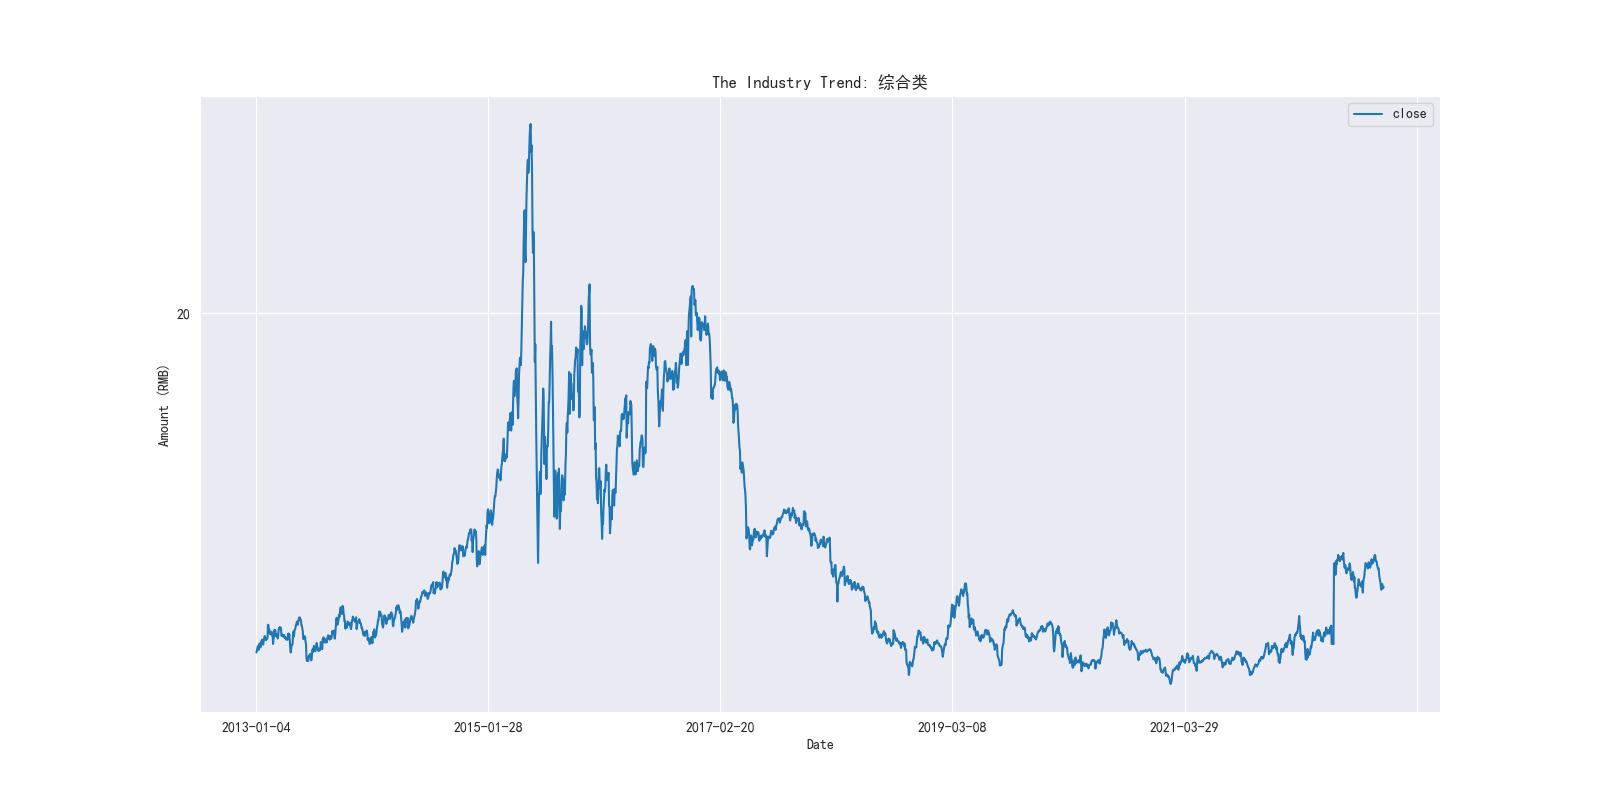 The Industry Trend: 综合类
close
20
Amount (RMB)
2013-01-04
2015-01-28
2017-02-20
2019-03-08
2021-03-29
Date